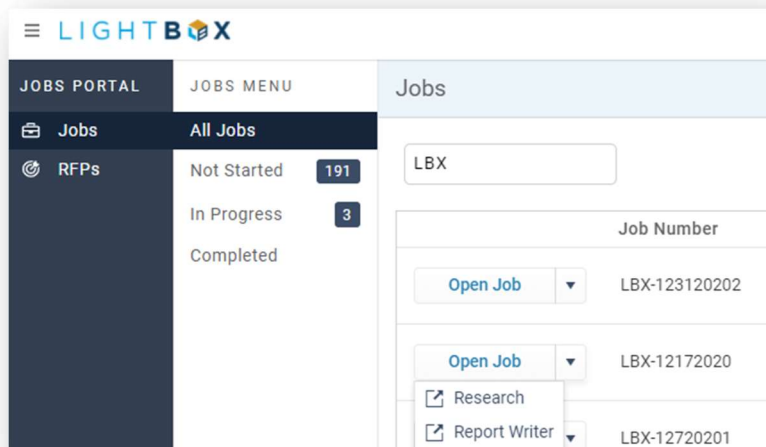 LIGHTBOX
JOBS PORTAL
Jobs
RFPs
JOBS MENU
All Jobs
Not Started 191
In Progress 3
Completed
Jobs
LBX
Job Number
Open Job LBX-123120202
Open Job LBX-12172020
Research
Report Writer
LBX-12720201